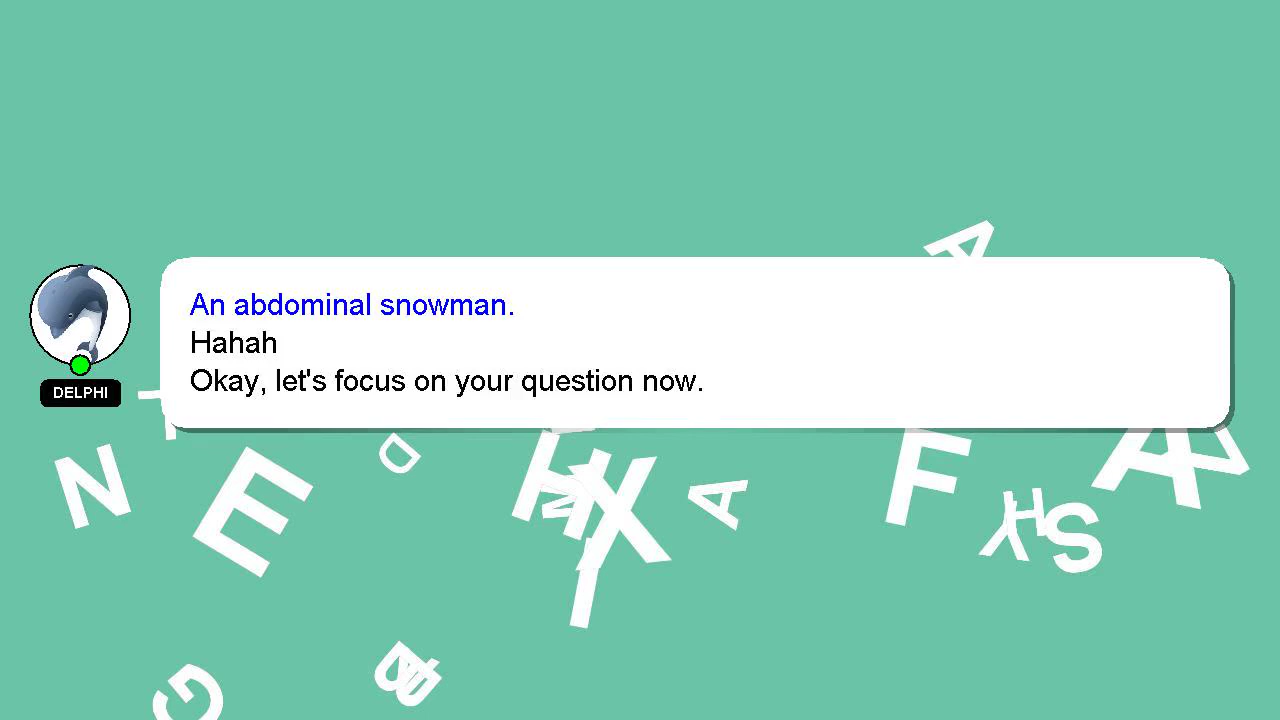 An abdominal snowman.
Hahah
Okay, let's focus on your question now.
DELPHI
A
N
E
D
X
A
F
H
S
G